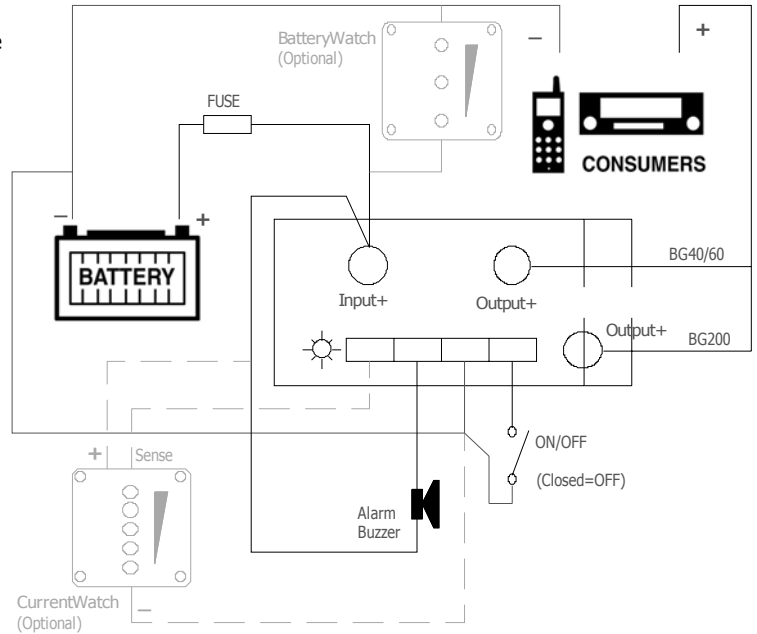 e
BatteryWatch
(Optional)
−
+
FUSE
CONSUMERS
−
+
BATTERY
BG40/60
Input+
Output+
Output+
BG200
+
Sense
ON/OFF
(Closed=OFF)
Alarm
Buzzer
CurrentWatch
(Optional)
−